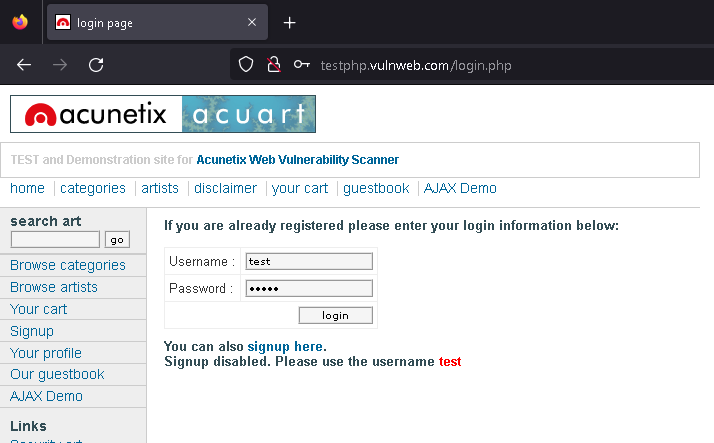 login page
testphp.vulnweb.com/login.php
acunetix acuart
TEST and Demonstration site for Acunetix Web Vulnerability Scanner
home categories artists disclaimer your cart guestbook AJAX Demo
search art
go
Browse categories
Browse artists
Your cart
Signup
Your profile
Our guestbook
AJAX Demo
Links
Security art
If you are already registered please enter your login information below:
Username : test
Password : •••••
login
You can also signup here.
Signup disabled. Please use the username test